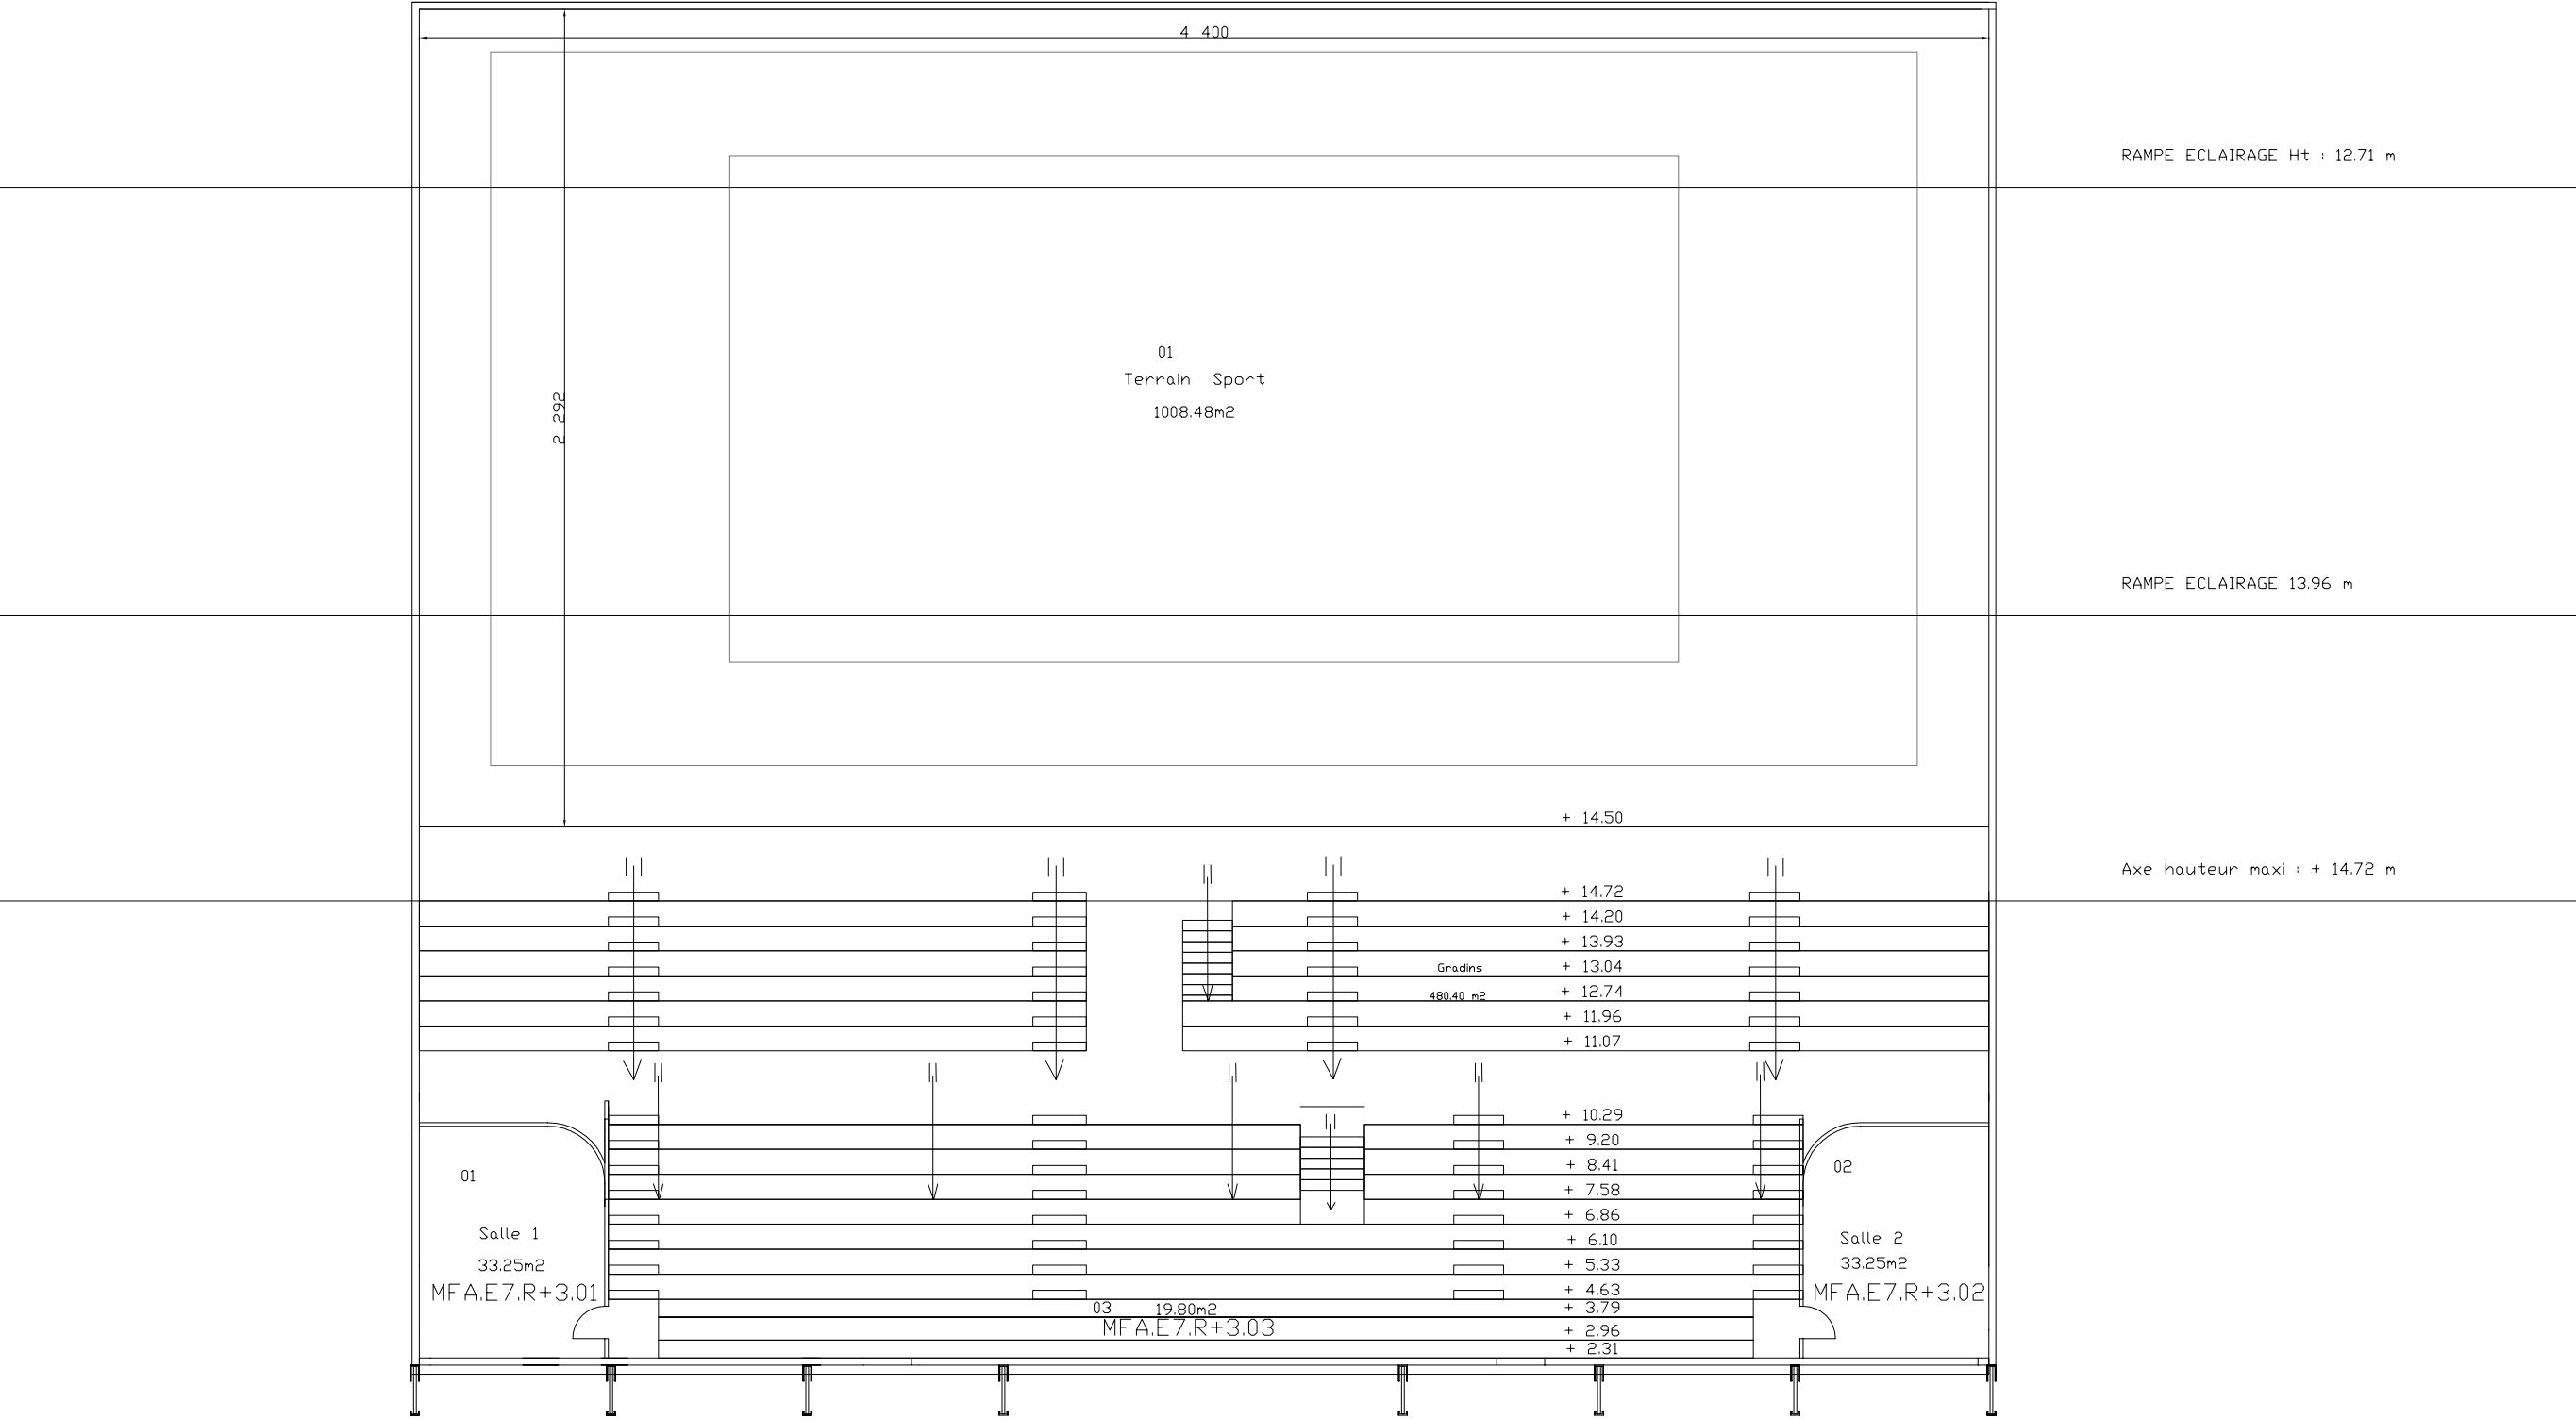 4 400
RAMPE ECLAIRAGE Ht : 12.71 m
01
Terrain Sport
1008.48m2
2 292
RAMPE ECLAIRAGE 13.96 m
+ 14.50
Axe hauteur maxi : + 14.72 m
+ 14.72
+ 14.20
+ 13.93
Gradins
+ 13.04
480.40 m2
+ 12.74
+ 11.96
+ 11.07
+ 10.29
+ 9.20
+ 8.41
+ 7.58
+ 6.86
+ 6.10
+ 5.33
+ 4.63
+ 3.79
+ 2.96
+ 2.31
01
Salle 1
33.25m2
MFA.E7.R+3.01
03 19.80m2
MFA.E7.R+3.03
02
Salle 2
33.25m2
MFA.E7.R+3.02